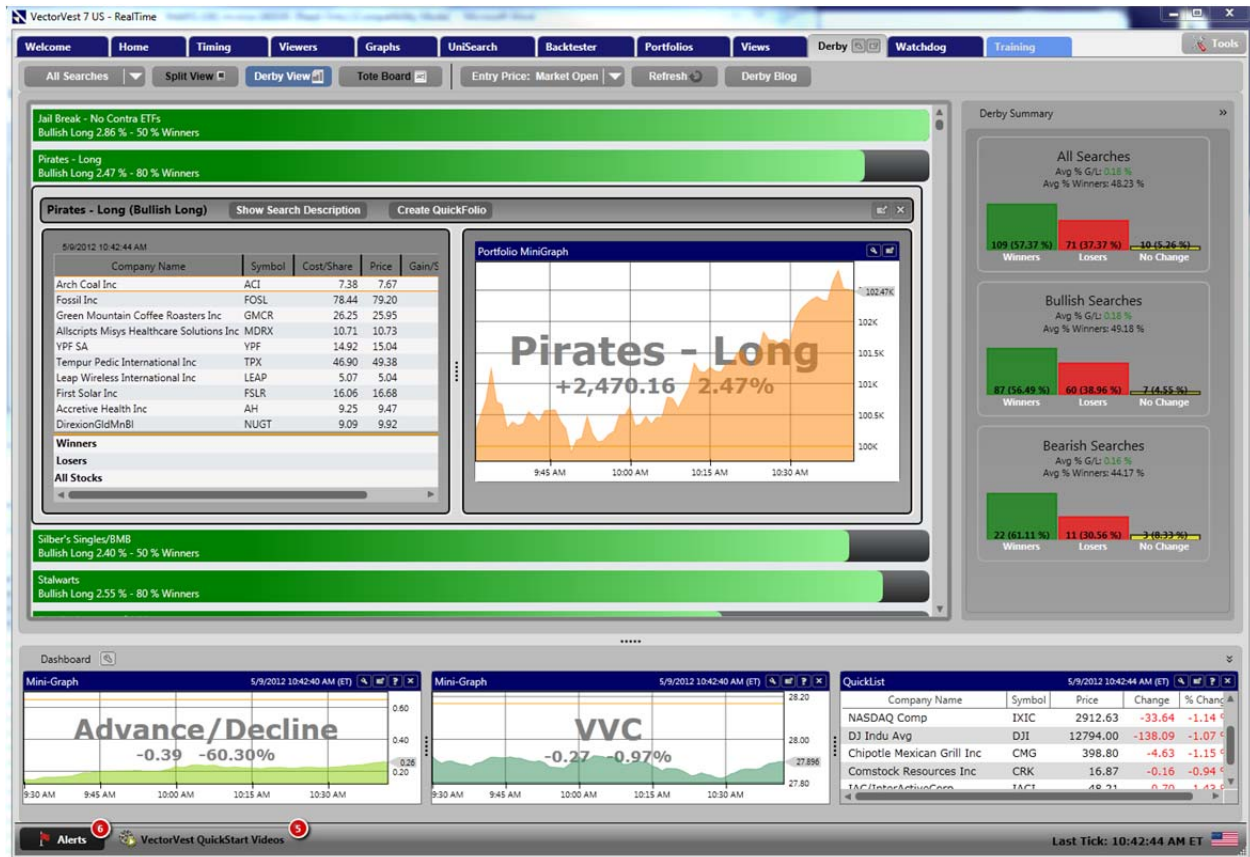 VectorVest 7 US - RealTime
Welcome Home Timing Viewers Graphs UniSearch Backtester Portfolios Views Derby Watchdog Training Tools
All Searches Split View Derby View Tote Board Entry Price: Market Open Refresh Derby Blog
Jail Break - No Contra ETFs
Bullish Long 2.86 % - 50 % Winners
Pirates - Long
Bullish Long 2.47 % - 80 % Winners
Pirates - Long (Bullish Long) Show Search Description Create QuickFolio
5/9/2012 10:42:44 AM
Company Name Symbol Cost/Share Price Gain/S
Arch Coal Inc ACI 7.38 7.67
Fossil Inc FOSL 78.44 79.20
Green Mountain Coffee Roasters Inc GMCR 26.25 25.95
Allscripts Misys Healthcare Solutions Inc MDRX 10.71 10.73
YPF SA YPF 14.92 15.04
Tempur Pedic International Inc TPX 46.90 49.38
Leap Wireless International Inc LEAP 5.07 5.04
First Solar Inc FSLR 16.06 16.68
Accretive Health Inc AH 9.25 9.47
DirexionGldMnBl NUGT 9.09 9.92
Winners
Losers
All Stocks
Portfolio MiniGraph
Pirates - Long
+2,470.16 2.47%
102.47K
102K
101.5K
101K
100.5K
100K
9:45 AM 10:00 AM 10:15 AM 10:30 AM
Silber's Singles/BMB
Bullish Long 2.40 % - 50 % Winners
Stalwarts
Bullish Long 2.55 % - 80 % Winners
Derby Summary
All Searches
Avg % G/L: 0.18 %
Avg % Winners: 48.23 %
109 (57.37 %) 71 (37.37 %) 10 (5.26 %)
Winners Losers No Change
Bullish Searches
Avg % G/L: 0.18 %
Avg % Winners: 49.18 %
87 (56.49 %) 60 (38.96 %) 7 (4.55 %)
Winners Losers No Change
Bearish Searches
Avg % G/L: 0.16 %
Avg % Winners: 44.17 %
22 (61.11 %) 11 (30.56 %) 3 (8.33 %)
Winners Losers No Change
Dashboard
Mini-Graph 5/9/2012 10:42:40 AM (ET)
Advance/Decline
-0.39 -60.30%
0.60
0.40
0.26
0.20
9:30 AM 9:45 AM 10:00 AM 10:15 AM 10:30 AM
Mini-Graph 5/9/2012 10:42:40 AM (ET)
VVC
-0.27 -0.97%
28.20
28.00
27.896
27.80
9:30 AM 9:45 AM 10:00 AM 10:15 AM 10:30 AM
QuickList 5/9/2012 10:42:44 AM (ET)
Company Name Symbol Price Change % Chang
NASDAQ Comp IXIC 2912.63 -33.64 -1.14
DJ Indu Avg DJI 12794.00 -138.09 -1.07
Chipotle Mexican Grill Inc CMG 398.80 -4.63 -1.15
Comstock Resources Inc CRK 16.87 -0.16 -0.94
IAC/InterActiveCorp IACI 48.21 -0.70 -1.43
Alerts 6 VectorVest QuickStart Videos 5 Last Tick: 10:42:44 AM ET